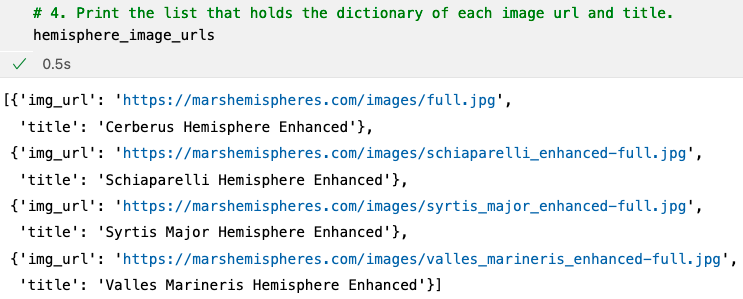 # 4. Print the list that holds the dictionary of each image url and title.
hemisphere_image_urls
✓ 0.5s
[{'img_url': 'https://marshemispheres.com/images/full.jpg',
'title': 'Cerberus Hemisphere Enhanced'},
{'img_url': 'https://marshemispheres.com/images/schiaparelli_enhanced-full.jpg',
'title': 'Schiaparelli Hemisphere Enhanced'},
{'img_url': 'https://marshemispheres.com/images/syrtis_major_enhanced-full.jpg',
'title': 'Syrtis Major Hemisphere Enhanced'},
{'img_url': 'https://marshemispheres.com/images/valles_marineris_enhanced-full.jpg',
'title': 'Valles Marineris Hemisphere Enhanced'}]